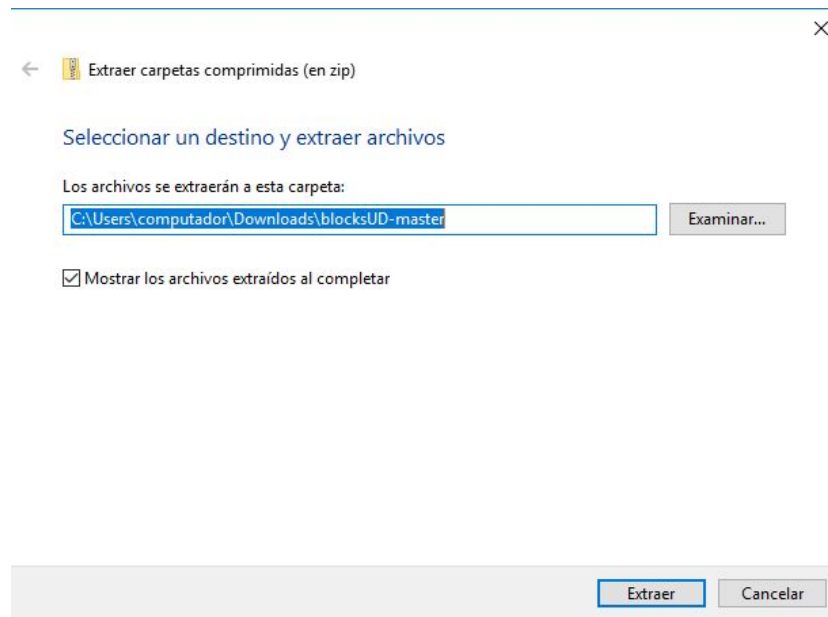 Extraer carpetas comprimidas (en zip)
Seleccionar un destino y extraer archivos
Los archivos se extraerán a esta carpeta:
C:\Users\computador\Downloads\blocksUD-master
Examinar...
Mostrar los archivos extraídos al completar
Extraer
Cancelar